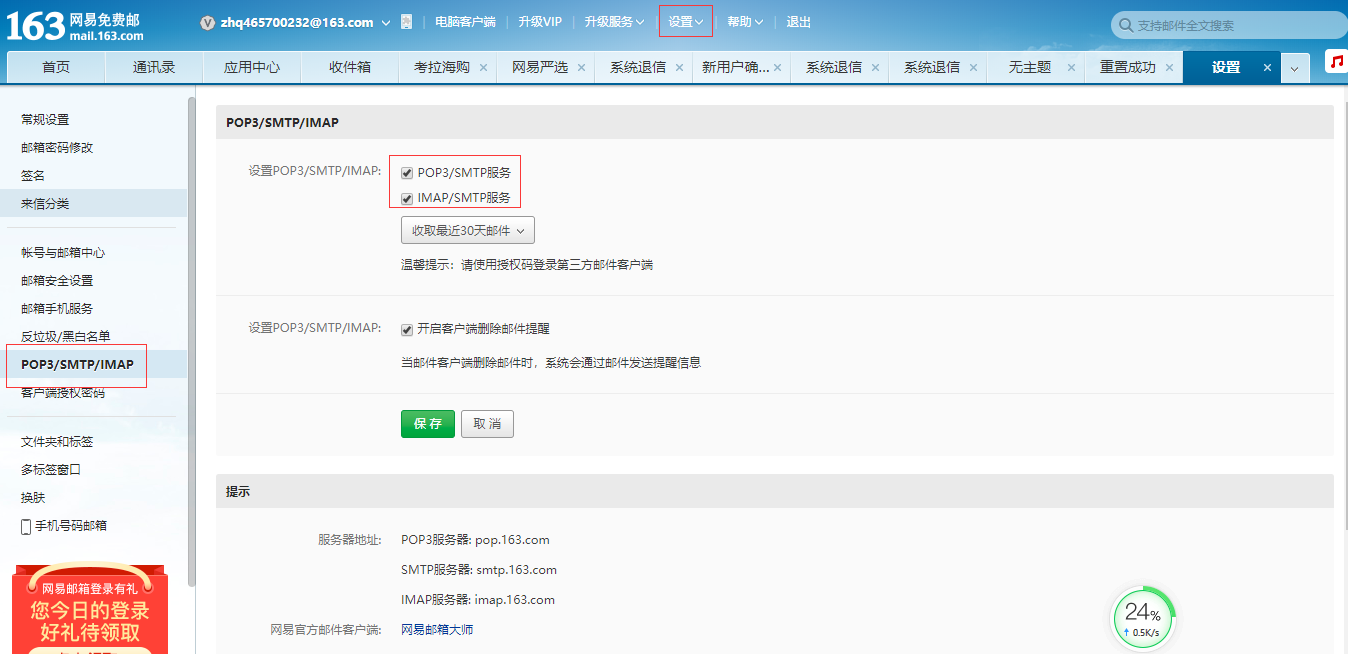 163 网易免费邮 mail.163.com
V zhq465700232@163.com 电脑客户端 升级VIP 升级服务 设置 帮助 退出 支持邮件全文搜索
首页 通讯录 应用中心 收件箱 考拉海购 × 网易严选 × 系统退信 × 新用户确... × 系统退信 × 系统退信 × 无主题 × 重置成功 × 设置 ×
常规设置
邮箱密码修改
签名
来信分类
帐号与邮箱中心
邮箱安全设置
邮箱手机服务
反垃圾/黑白名单
POP3/SMTP/IMAP
客户端授权密码
文件夹和标签
多标签窗口
换肤
手机号码邮箱
网易邮箱登录有礼
您今日的登录
好礼待领取
POP3/SMTP/IMAP
设置POP3/SMTP/IMAP: POP3/SMTP服务
IMAP/SMTP服务
收取最近30天邮件
温馨提示：请使用授权码登录第三方邮件客户端
设置POP3/SMTP/IMAP: 开启客户端删除邮件提醒
当邮件客户端删除邮件时，系统会通过邮件发送提醒信息
保存 取消
提示
服务器地址: POP3服务器: pop.163.com
SMTP服务器: smtp.163.com
IMAP服务器: imap.163.com
网易官方邮件客户端: 网易邮箱大师
24%
↑ 0.5K/s